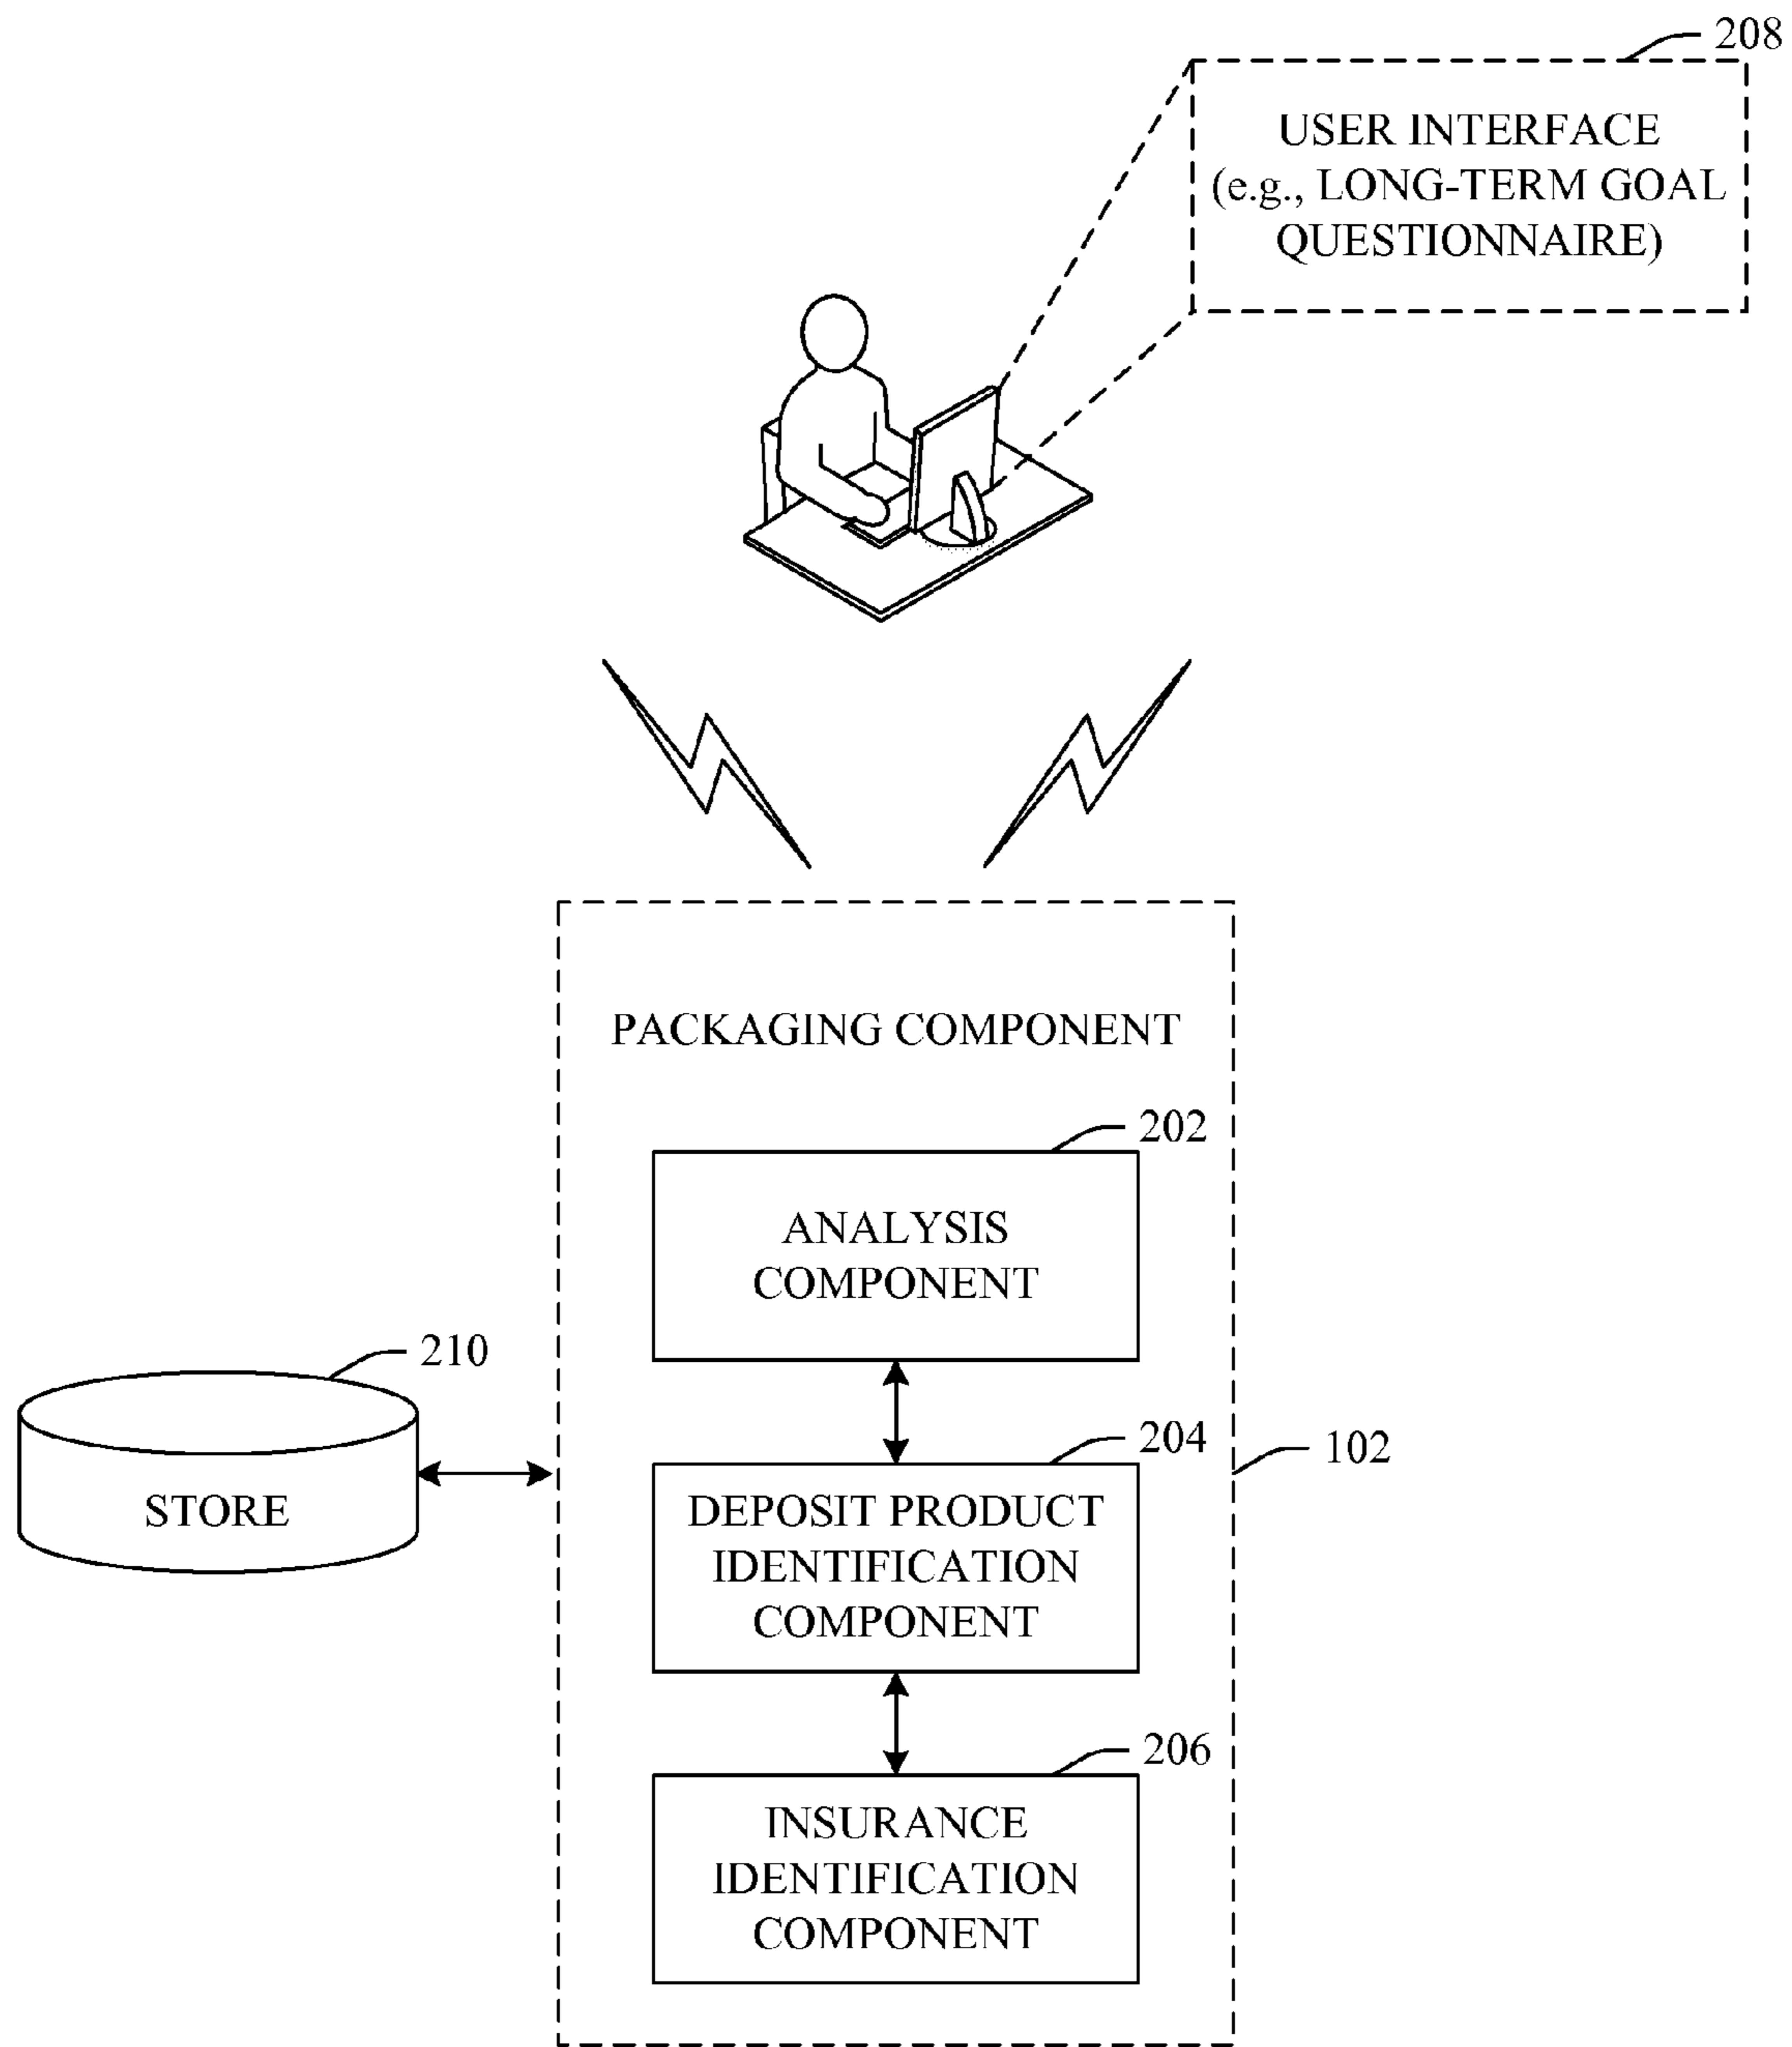 208
USER INTERFACE
(e.g., LONG-TERM GOAL
QUESTIONNAIRE)
PACKAGING COMPONENT
202
ANALYSIS
COMPONENT
210
STORE
204
DEPOSIT PRODUCT
IDENTIFICATION
COMPONENT
102
206
INSURANCE
IDENTIFICATION
COMPONENT